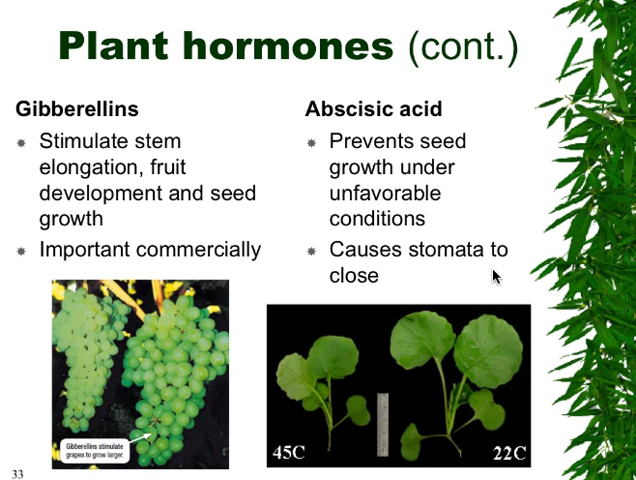 Plant hormones (cont.)
Gibberellins
Stimulate stem
elongation, fruit
development and seed
growth
Important commercially
Abscisic acid
Prevents seed
growth under
unfavorable
conditions
Causes stomata to
close
Gibberellins stimulate
grapes to grow larger.
45C
22C
33